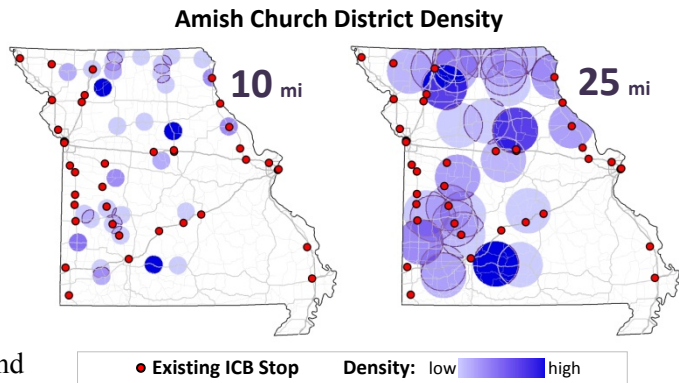 Amish Church District Density
10 mi
25 mi
nd
Existing ICB Stop Density: low high